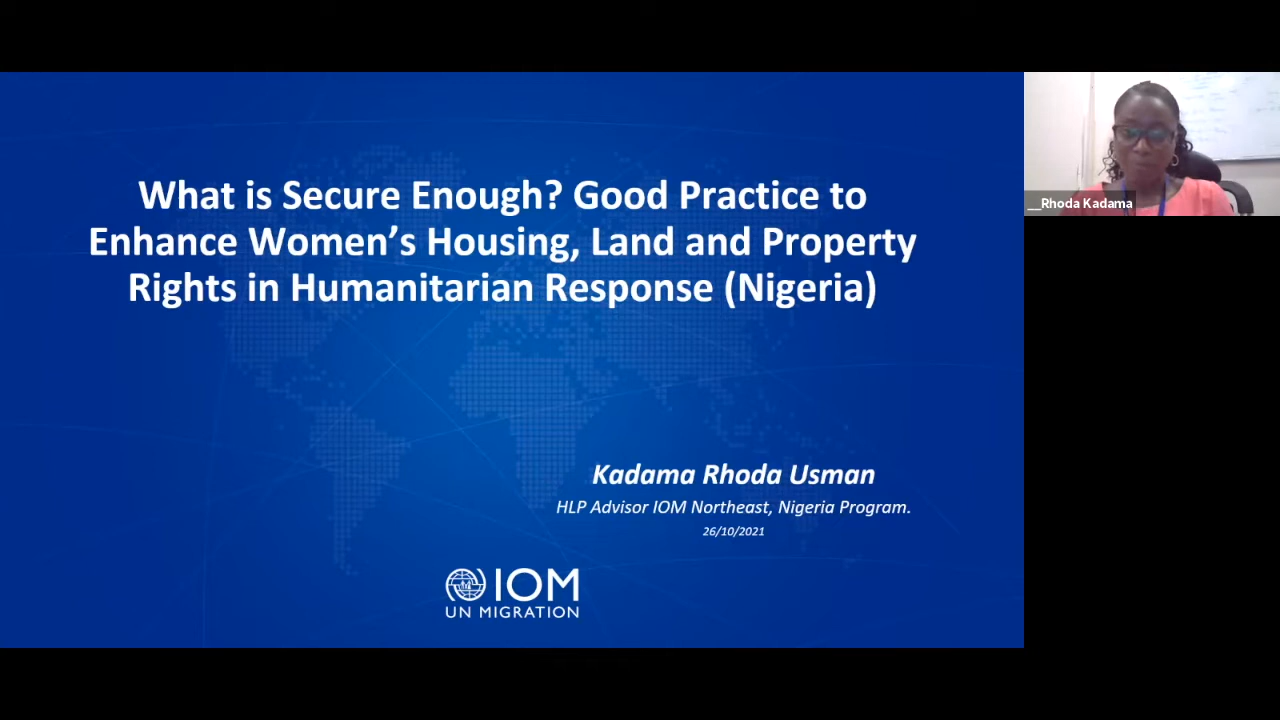 What is Secure Enough? Good Practice to
Enhance Women’s Housing, Land and Property
Rights in Humanitarian Response (Nigeria)
Kadama Rhoda Usman
HLP Advisor IOM Northeast, Nigeria Program.
26/10/2021
IOM
UN MIGRATION
__Rhoda Kadama